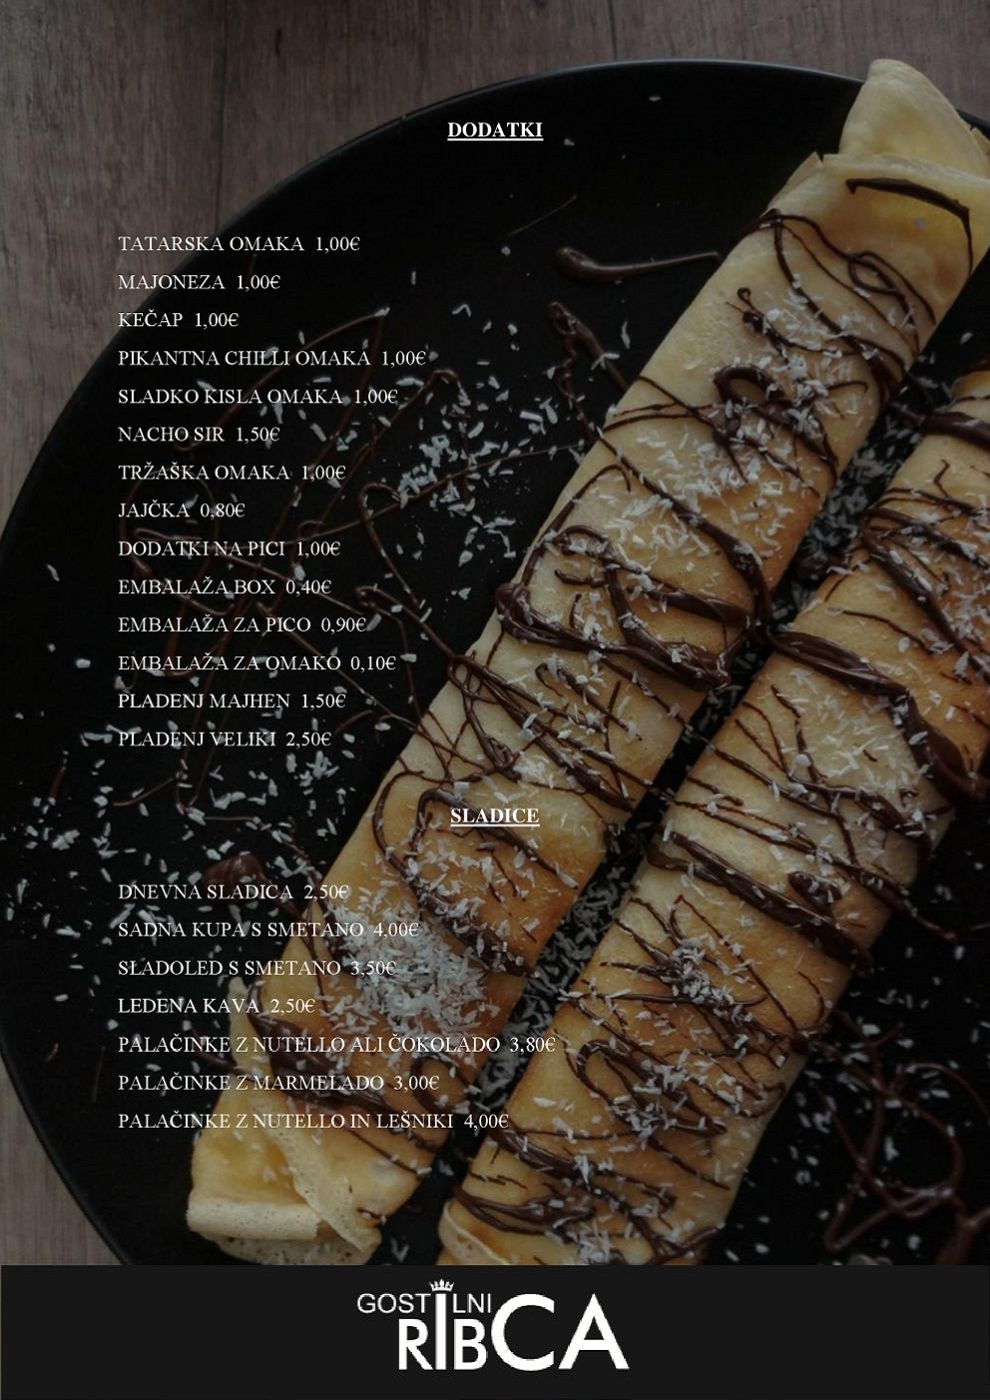 DODATKI
TATARSKA OMAKA 1,00€
MAJONEZA 1,00€
KEČAP 1,00€
PIKANTNA CHILLI OMAKA 1,00€
SLADKO KISLA OMAKA 1,00€
NACHO SIR 1,50€
TRŽAŠKA OMAKA 1,00€
JAJČKA 0,80€
DODATKI NA PICI 1,00€
EMBALAŽA BOX 0,40€
EMBALAŽA ZA PICO 0,90€
EMBALAŽA ZA OMAKO 0,10€
PLADENJ MAJHEN 1,50€
PLADENJ VELIKI 2,50€
SLADICE
DNEVNA SLADICA 2,50€
SADNA KUPA S SMETANO 4,00€
SLADOLED S SMETANO 3,50€
LEDENA KAVA 2,50€
PALAČINKE Z NUTELLO ALI ČOKOLADO 3,80€
PALAČINKE Z MARMELADO 3,00€
PALAČINKE Z NUTELLO IN LEŠNIKI 4,00€
GOSTILNI
RIBCA